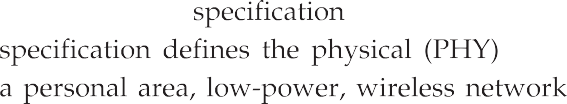 specification
specification defines the physical (PHY)
a personal area, low-power, wireless network